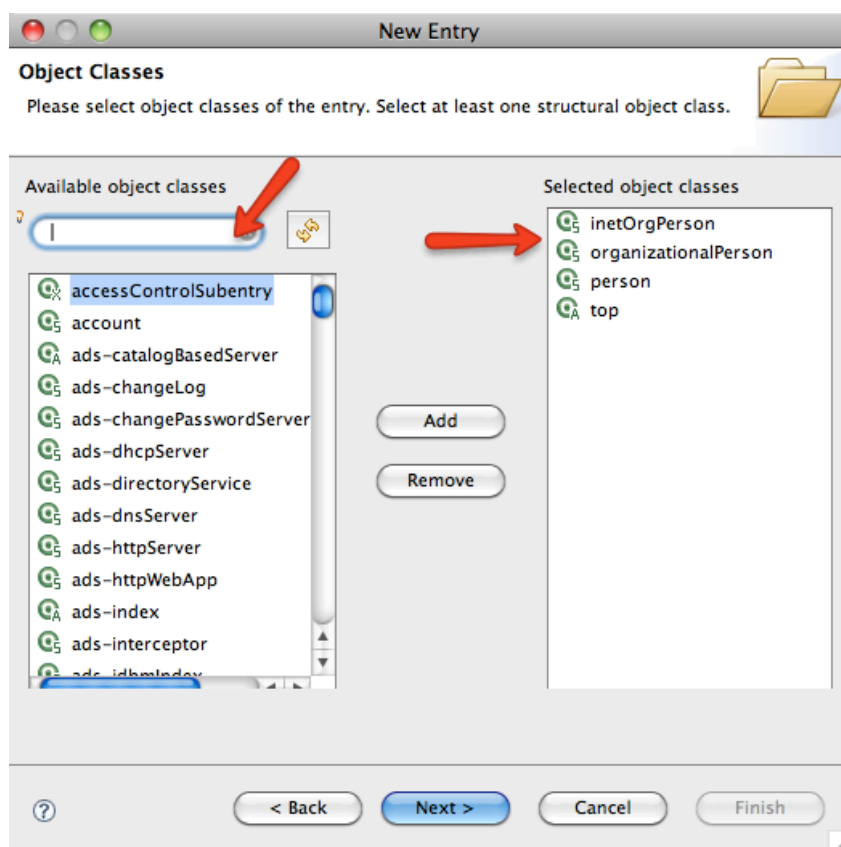 New Entry
Object Classes
Please select object classes of the entry. Select at least one structural object class.
Available object classes
accessControlSubentry
account
ads-catalogBasedServer
ads-changeLog
ads-changePasswordServer
ads-dhcpServer
ads-directoryService
ads-dnsServer
ads-httpServer
ads-httpWebApp
ads-index
ads-interceptor
ads-jdbmIndex
Add
Remove
Selected object classes
inetOrgPerson
organizationalPerson
person
top
?
< Back
Next >
Cancel
Finish